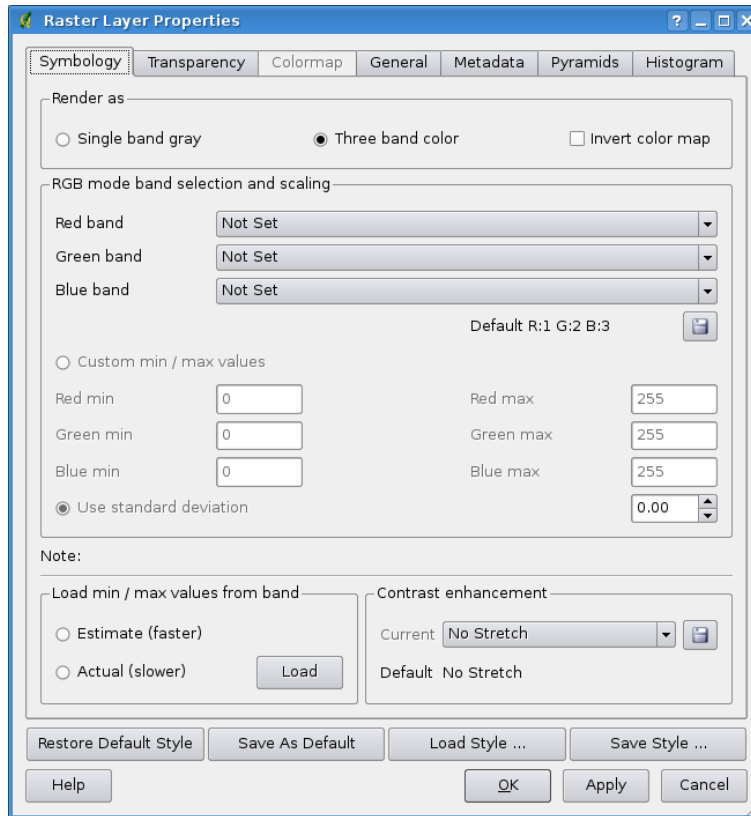 Raster Layer Properties
Symbology Transparency Colormap General Metadata Pyramids Histogram
Render as
Single band gray Three band color Invert color map
RGB mode band selection and scaling
Red band Not Set
Green band Not Set
Blue band Not Set
Default R:1 G:2 B:3
Custom min / max values
Red min 0 Red max 255
Green min 0 Green max 255
Blue min 0 Blue max 255
Use standard deviation 0.00
Note:
Load min / max values from band Contrast enhancement
Estimate (faster) Current No Stretch
Actual (slower) Load Default No Stretch
Restore Default Style Save As Default Load Style ... Save Style ...
Help OK Apply Cancel